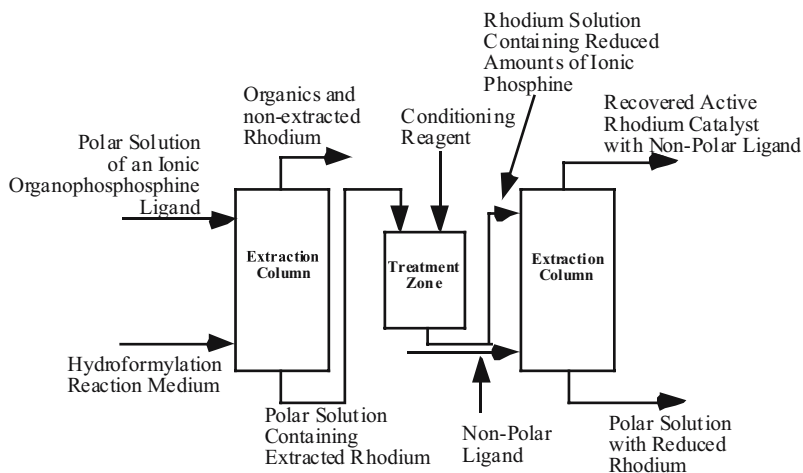 Rhodium Solution
Containing Reduced
Amounts of Ionic
Phosphine
Organics and
non-extracted
Rhodium
Conditioning
Reagent
Recovered Active
Rhodium Catalyst
with Non-Polar Ligand
Polar Solution
of an Ionic
Organophosphosphine
Ligand
Extraction
Column
Treatment
Zone
Extraction
Column
Hydroformylation
Reaction Medium
Polar Solution
Containing
Extracted Rhodium
Non-Polar
Ligand
Polar Solution
with Reduced
Rhodium